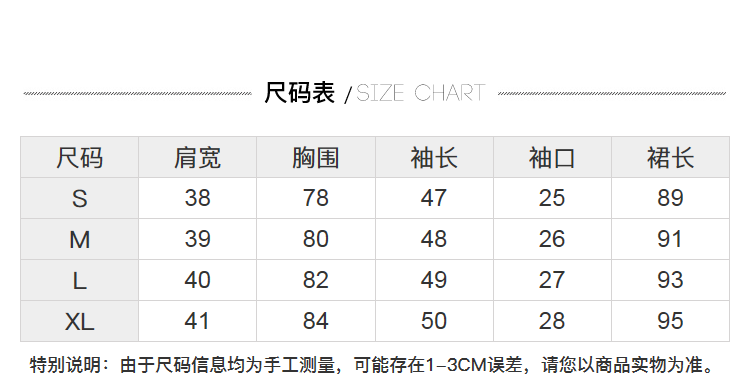 尺码表 /SIZE CHART
尺码 肩宽 胸围 袖长 袖口 裙长
S 38 78 47 25 89
M 39 80 48 26 91
L 40 82 49 27 93
XL 41 84 50 28 95
特别说明：由于尺码信息均为手工测量，可能存在1-3CM误差，请您以商品实物为准。